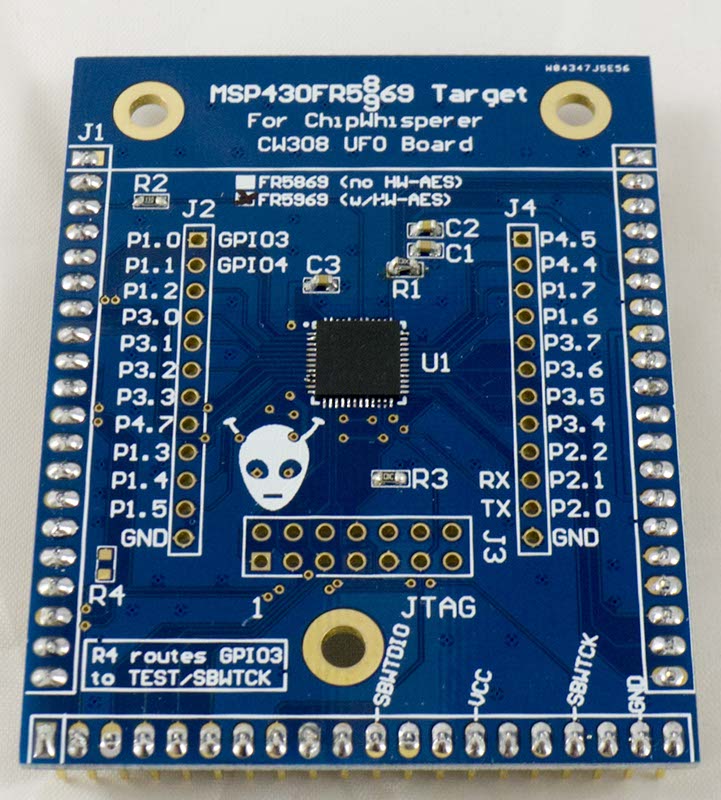 W84347JSE56
MSP430FR5869 Target
9
For ChipWhisperer
CW308 UFO Board
J1
FR5869 (no HW-AES)
FR5969 (w/HW-AES)
R2
J2
J4
P1.0 GPIO3
P1.1 GPIO4
P1.2
P3.0
P3.1
P3.2
P3.3
P4.7
P1.3
P1.4
P1.5
GND
C2
C1
R1
C3
U1
P4.5
P4.4
P1.7
P1.6
P3.7
P3.6
P3.5
P3.4
P2.2
RX P2.1
TX P2.0
GND
R3
J3
R4
1
JTAG
R4 routes GPIO3
to TEST/SBWTCK
SBWTDIO
VCC
SBWTCK
GND